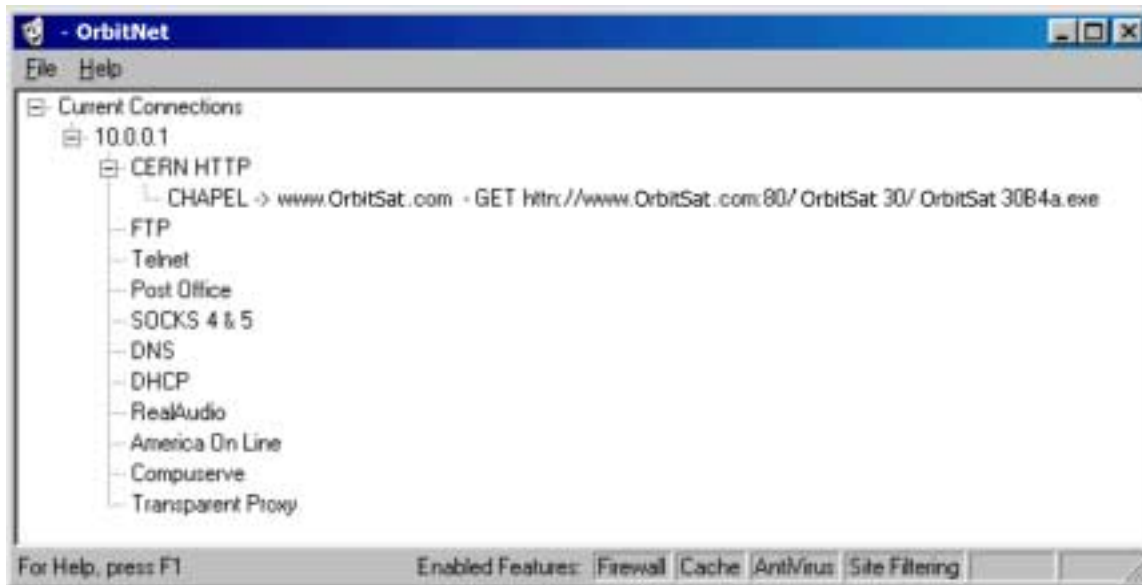 - OrbitNet
File Help
Current Connections
10.0.0.1
CERN HTTP
CHAPEL -> www.OrbitSat.com - GET http://www.OrbitSat.com:80/ OrbitSat 30/ OrbitSat 30B4a.exe
FTP
Telnet
Post Office
SOCKS 4 & 5
DNS
DHCP
RealAudio
America On Line
Compuserve
Transparent Proxy
For Help, press F1 Enabled Features: Firewall Cache AntiVirus Site Filtering